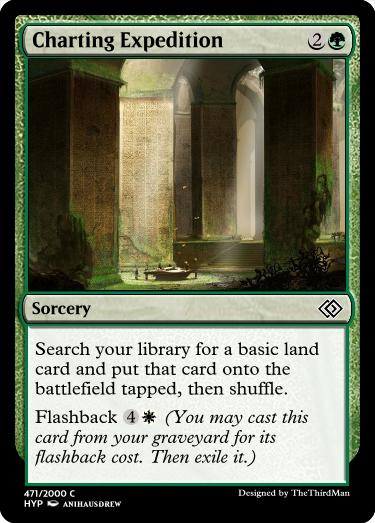 Charting Expedition 2
Sorcery
Search your library for a basic land
card and put that card onto the
battlefield tapped, then shuffle.
Flashback 4 (You may cast this
card from your graveyard for its
flashback cost. Then exile it.)
471/2000 C
Designed by TheThirdMan
HYP ANIHAUSDREW